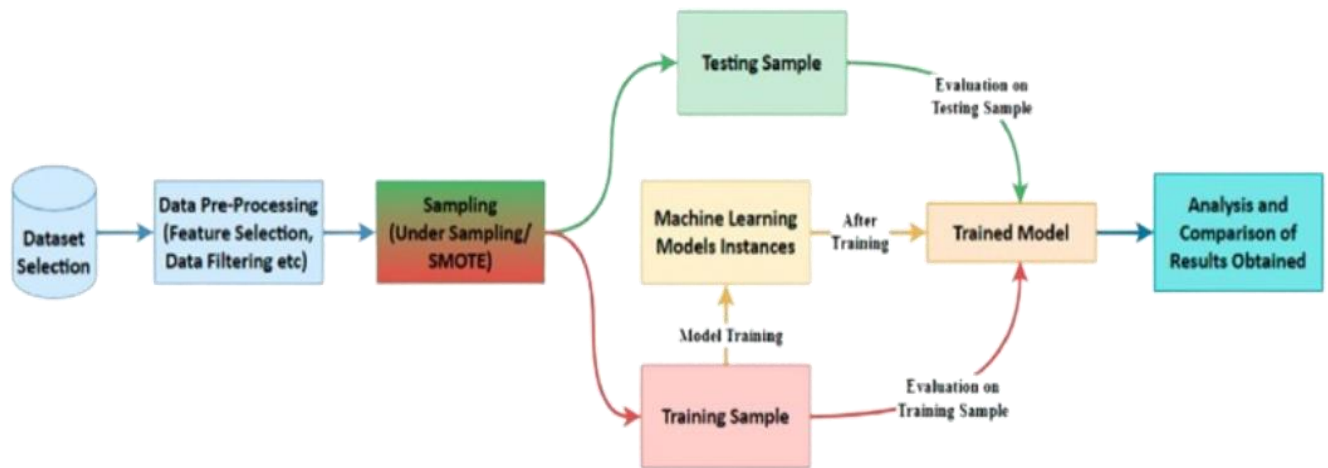 Testing Sample
Evaluation on
Testing Sample
Dataset
Selection
Data Pre-Processing
(Feature Selection,
Data Filtering etc)
Sampling
(Under Sampling/
SMOTE)
Machine Learning
Models Instances
After
Training
Trained Model
Analysis and
Comparison of
Results Obtained
Model Training
Training Sample
Evaluation on
Training Sample